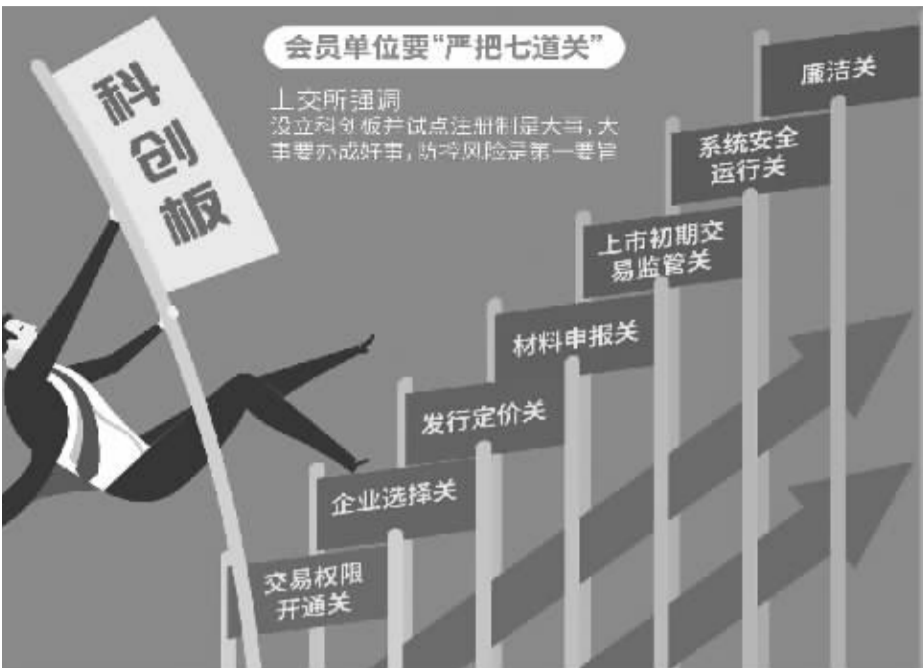 会员单位要“严把七道关”
上交所强调
设立科创板并试点注册制是大事,大
事要办成好事,防控风险是第一要旨
科创板
廉洁关
系统安全
运行关
上市初期交
易监管关
材料申报关
发行定价关
企业选择关
交易权限
开通关